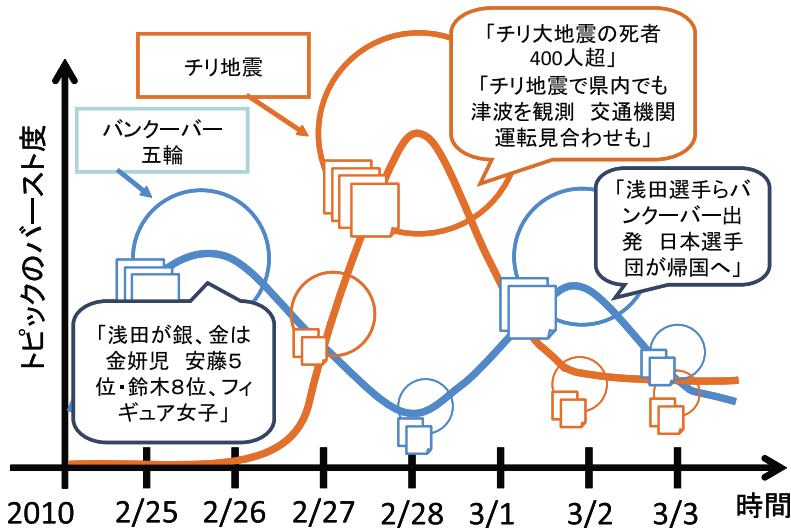 チリ地震
バンクーバー
五輪
「チリ大地震の死者
400人超」
「チリ地震で県内でも
津波を観測　交通機関
運転見合わせも」
「浅田選手らバ
ンクーバー出
発　日本選手
団が帰国へ」
「浅田が銀、金は
金妍児　安藤5
位・鈴木8位、フィ
ギュア女子」
トピックのバースト度
2010
2/25
2/26
2/27
2/28
3/1
3/2
3/3
時間